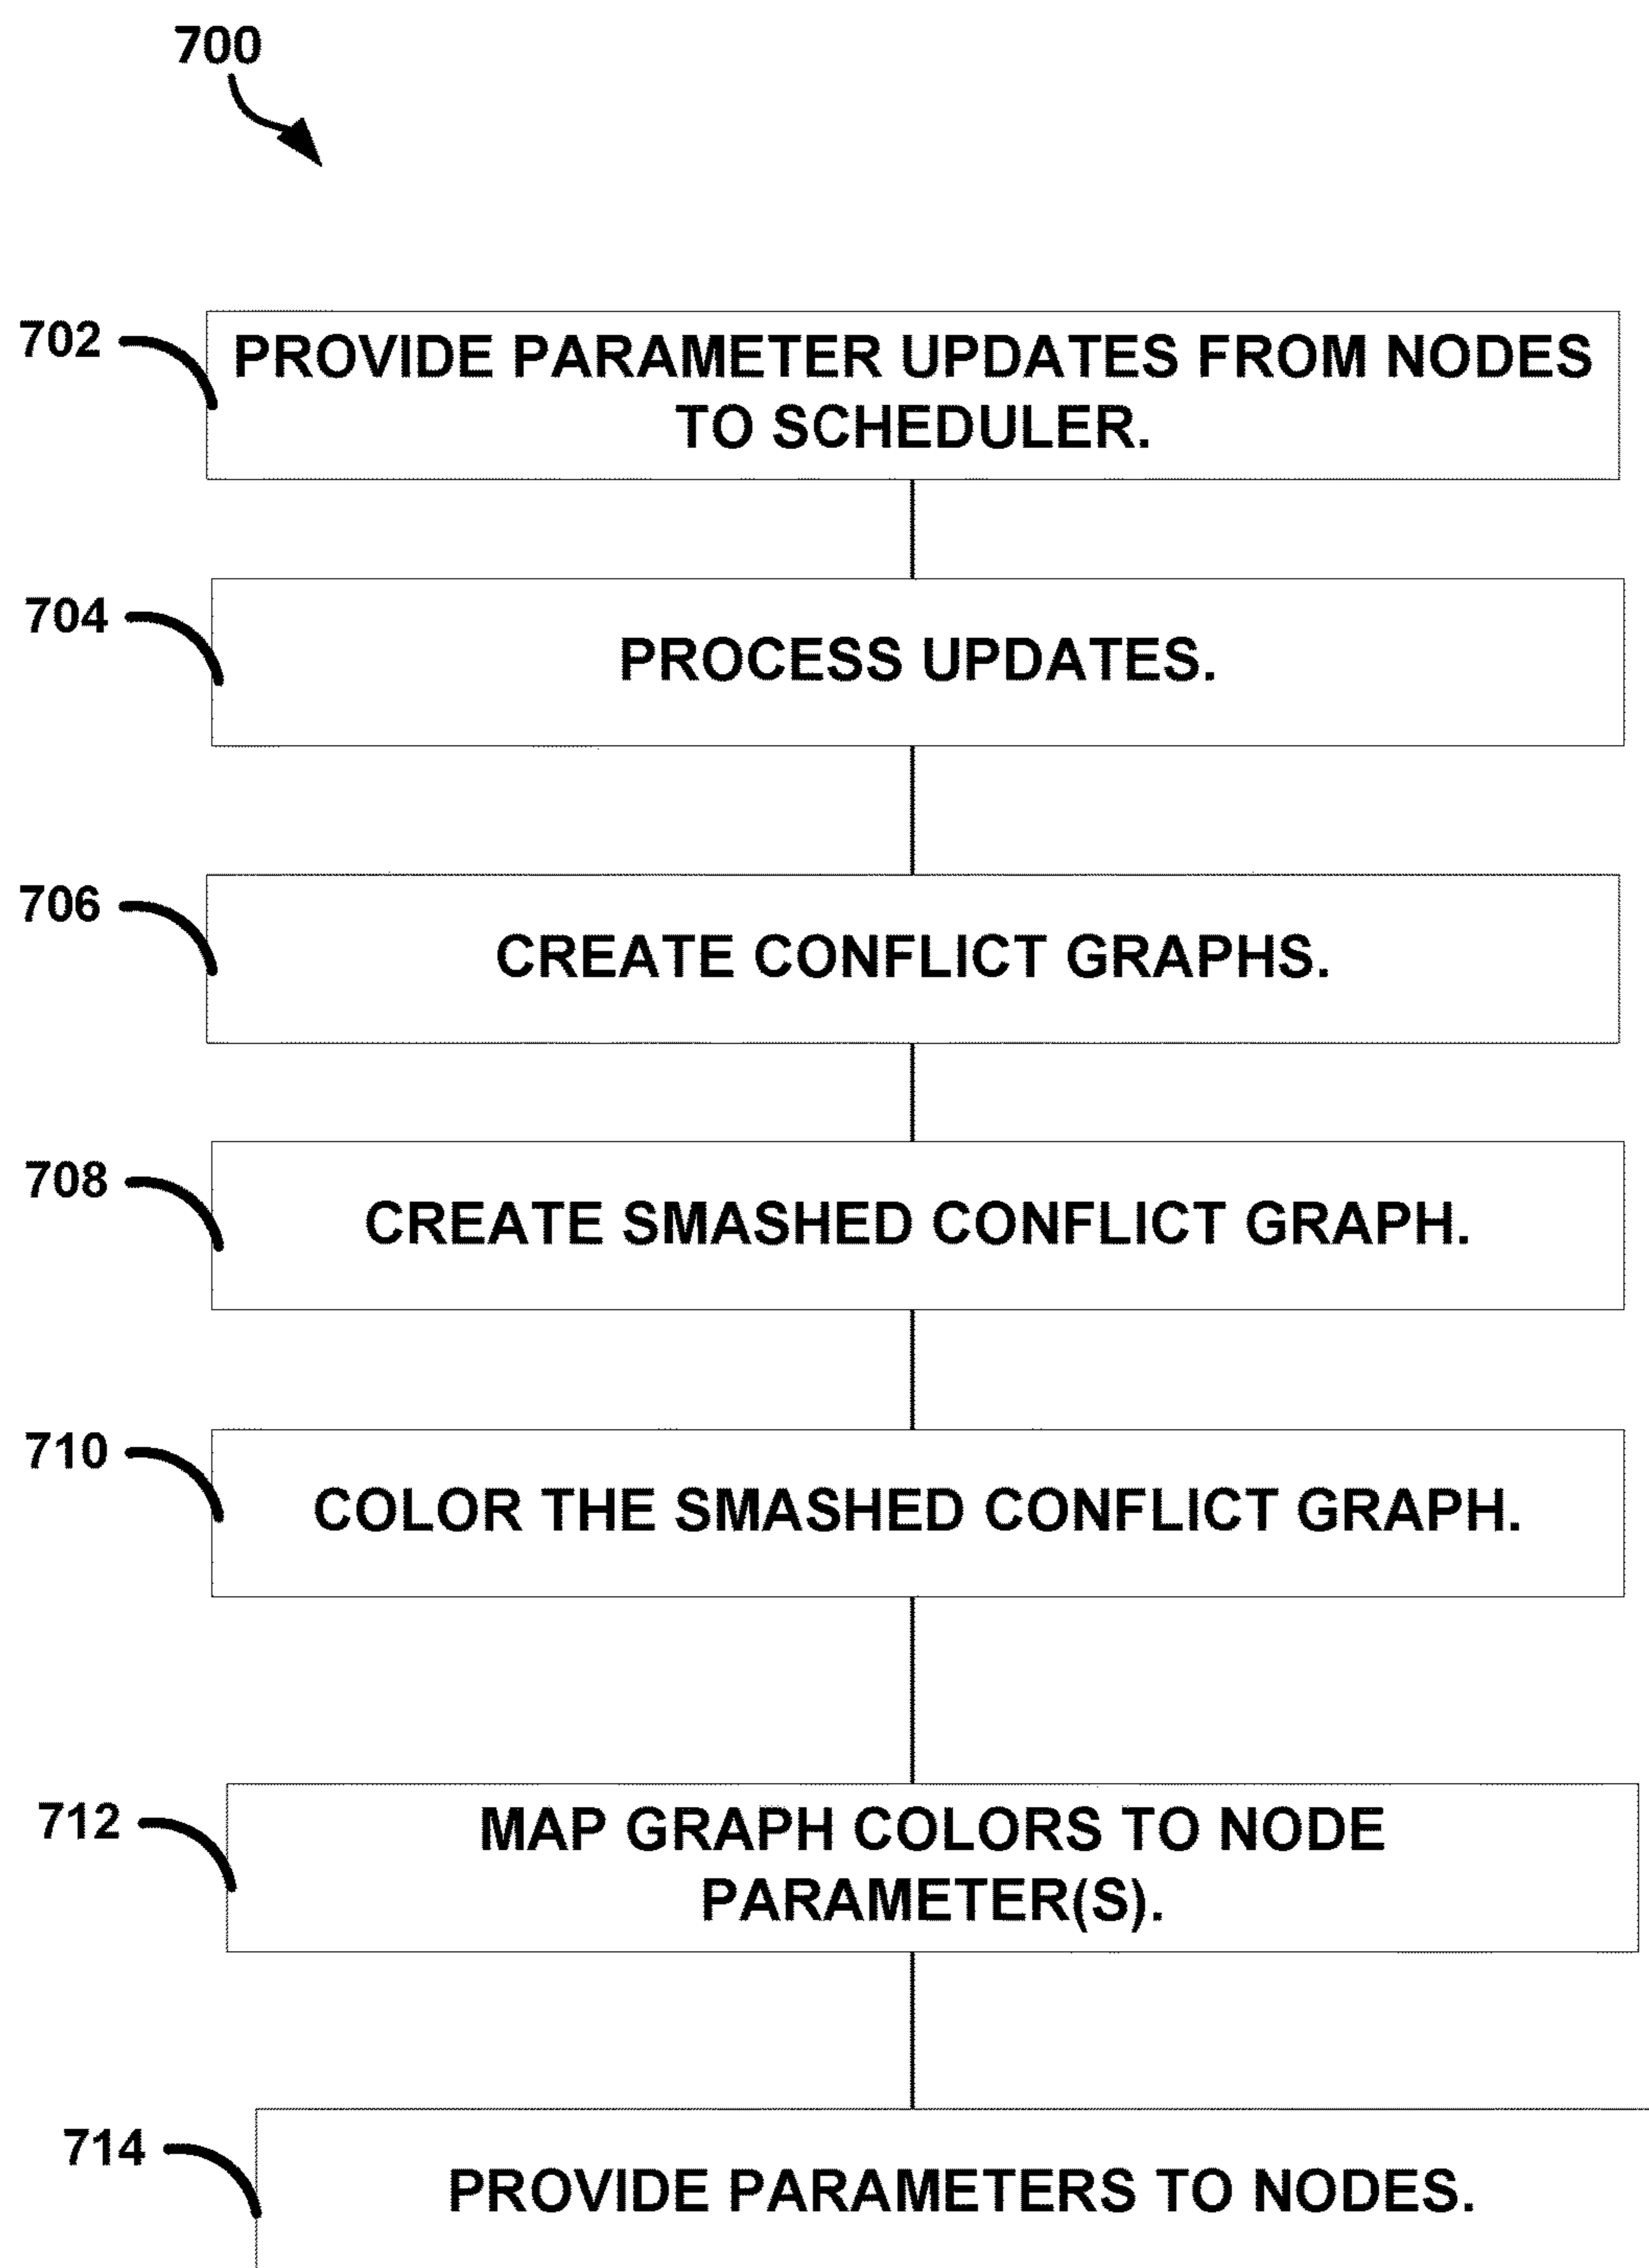 700
702
PROVIDE PARAMETER UPDATES FROM NODES
TO SCHEDULER.
704
PROCESS UPDATES.
706
CREATE CONFLICT GRAPHS.
708
CREATE SMASHED CONFLICT GRAPH.
710
COLOR THE SMASHED CONFLICT GRAPH.
712
MAP GRAPH COLORS TO NODE
PARAMETER(S).
714
PROVIDE PARAMETERS TO NODES.